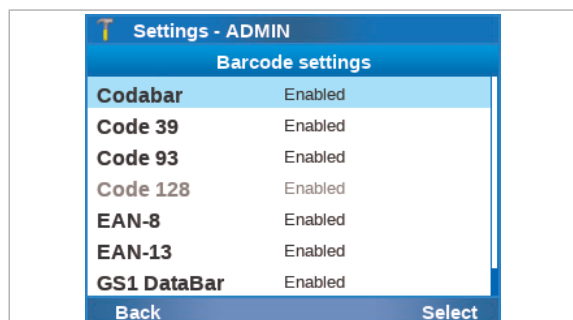 Settings - ADMIN
Barcode settings
Codabar Enabled
Code 39 Enabled
Code 93 Enabled
Code 128 Enabled
EAN-8 Enabled
EAN-13 Enabled
GS1 DataBar Enabled
Back Select